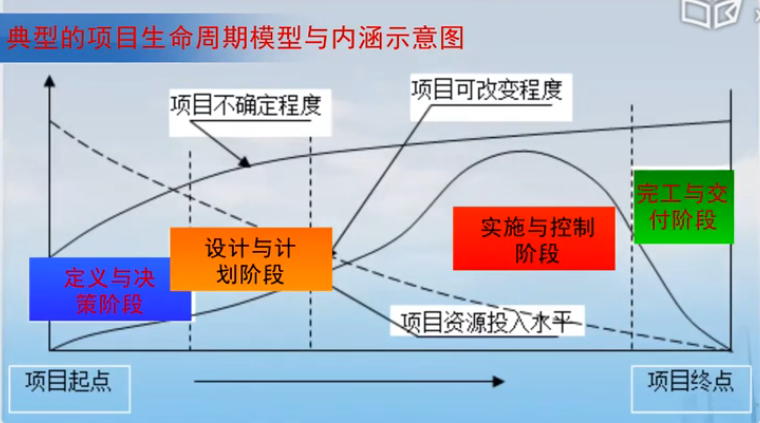 典型的项目生命周期模型与内涵示意图
项目不确定程度
项目可改变程度
定义与决
策阶段
设计与计
划阶段
实施与控制
阶段
完工与交
付阶段
项目资源投入水平
项目起点
项目终点